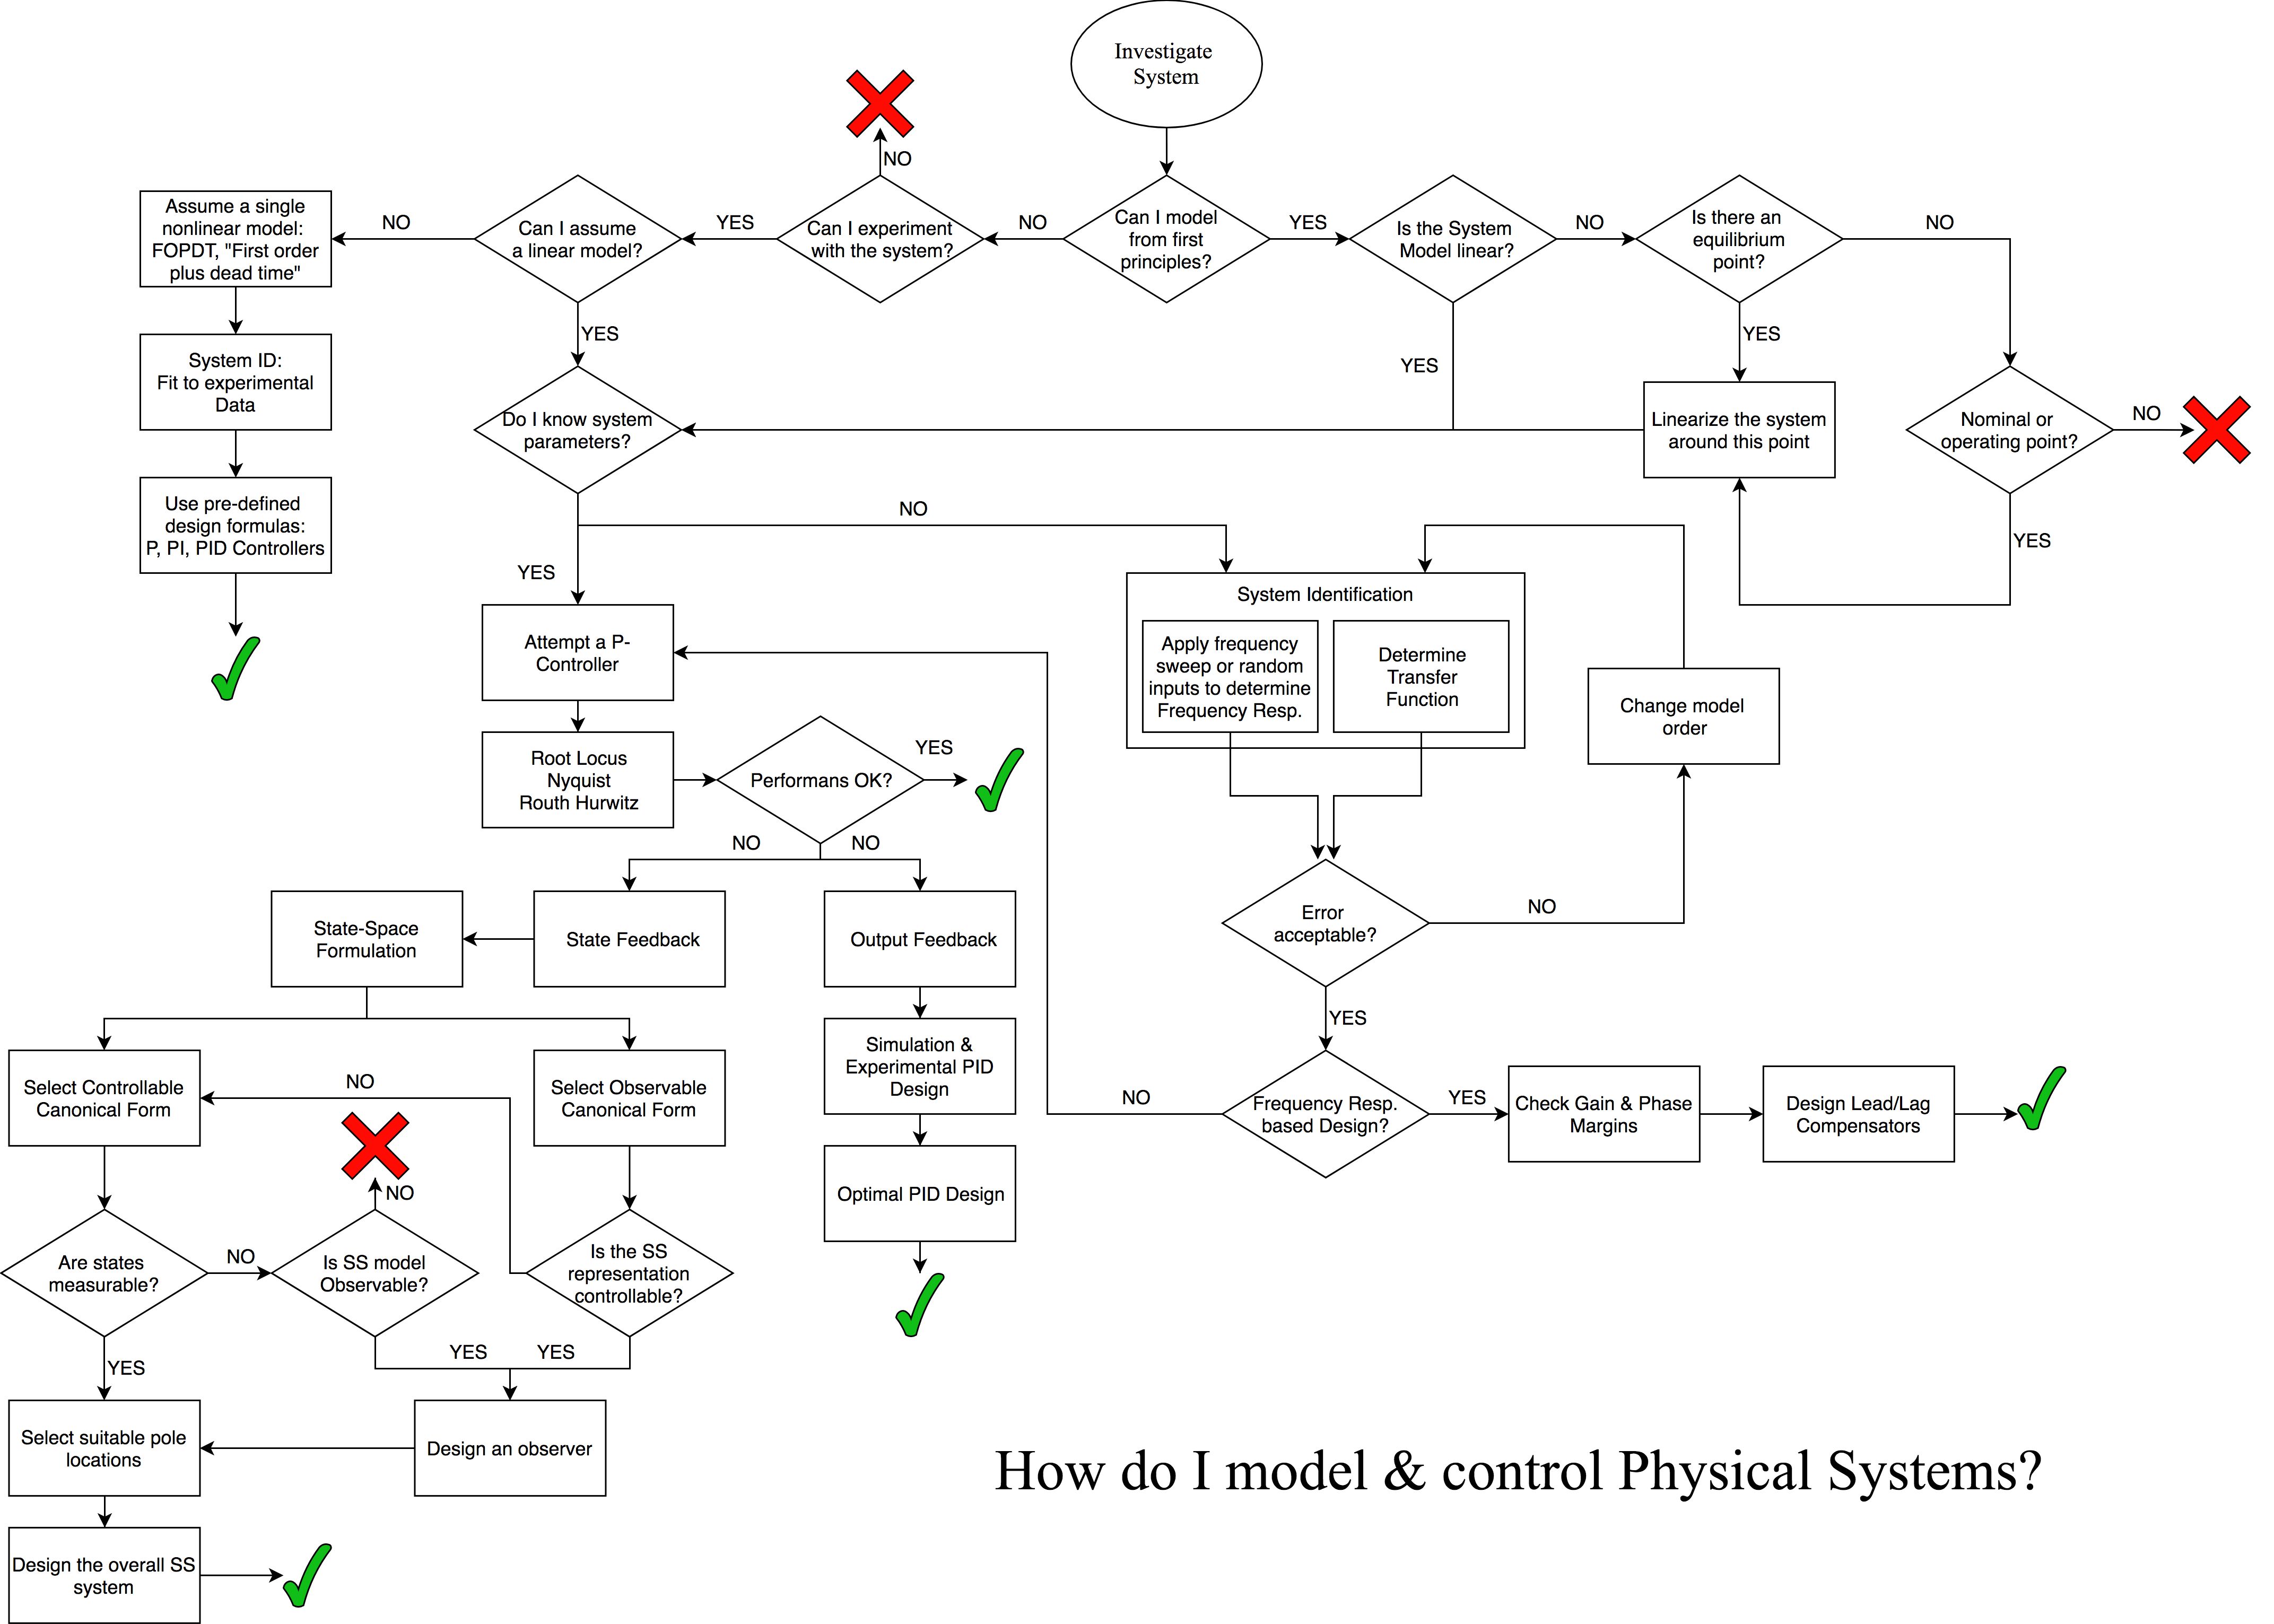 Investigate
System
NO
Assume a single
nonlinear model:
FOPDT, "First order
plus dead time"
NO
Can I assume
a linear model?
YES
Can I experiment
with the system?
NO
Can I model
from first
principles?
YES
Is the System
Model linear?
NO
Is there an
equilibrium
point?
NO
YES
YES
YES
System ID:
Fit to experimental
Data
Do I know system
parameters?
Linearize the system
around this point
Nominal or
operating point?
NO
Use pre-defined
design formulas:
P, PI, PID Controllers
NO
YES
YES
System Identification
Apply frequency
sweep or random
inputs to determine
Frequency Resp.
Determine
Transfer
Function
Attempt a P-
Controller
Change model
order
Root Locus
Nyquist
Routh Hurwitz
Performans OK?
YES
NO
NO
State-Space
Formulation
State Feedback
Output Feedback
Error
acceptable?
NO
YES
Simulation &
Experimental PID
Design
Select Controllable
Canonical Form
NO
Select Observable
Canonical Form
NO
Frequency Resp.
based Design?
YES
Check Gain & Phase
Margins
Design Lead/Lag
Compensators
NO
Optimal PID Design
Are states
measurable?
NO
Is SS model
Observable?
Is the SS
representation
controllable?
YES
YES
YES
Select suitable pole
locations
Design an observer
How do I model & control Physical Systems?
Design the overall SS
system